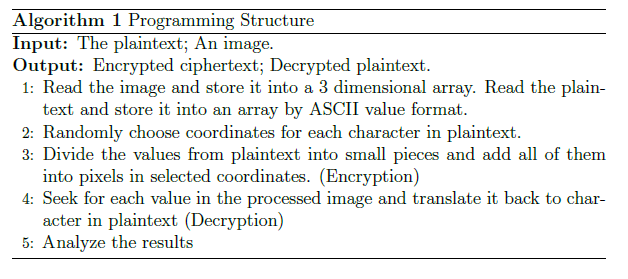 Algorithm 1 Programming Structure
Input: The plaintext; An image.
Output: Encrypted ciphertext; Decrypted plaintext.
1: Read the image and store it into a 3 dimensional array. Read the plain-
text and store it into an array by ASCII value format.
2: Randomly choose coordinates for each character in plaintext.
3: Divide the values from plaintext into small pieces and add all of them
into pixels in selected coordinates. (Encryption)
4: Seek for each value in the processed image and translate it back to char-
acter in plaintext (Decryption)
5: Analyze the results